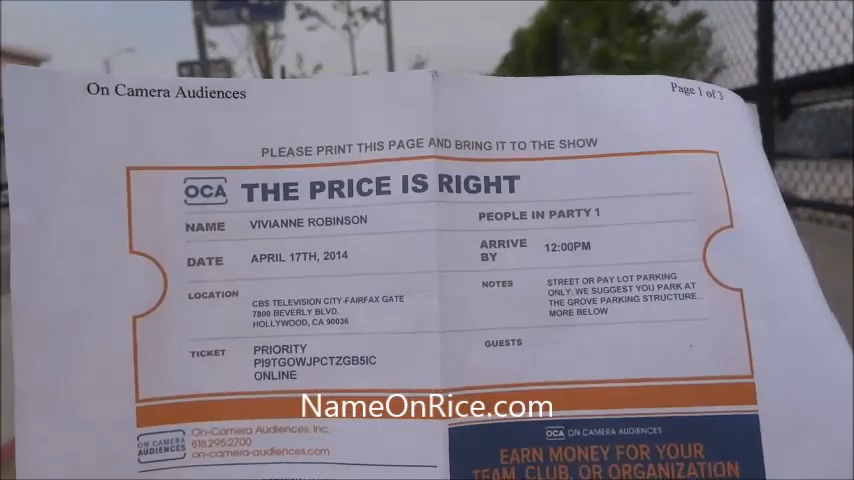 On Camera Audiences
Page 1 of 3
PLEASE PRINT THIS PAGE AND BRING IT TO THE SHOW
OCA THE PRICE IS RIGHT
NAME VIVIANNE ROBINSON
PEOPLE IN PARTY 1
DATE APRIL 17TH, 2014
ARRIVE BY 12:00PM
LOCATION CBS TELEVISION CITY-FAIRFAX GATE
7800 BEVERLY BLVD.
HOLLYWOOD, CA 90036
NOTES STREET OR PAY LOT PARKING
ONLY. WE SUGGEST YOU PARK AT
THE GROVE PARKING STRUCTURE...
MORE BELOW
TICKET PRIORITY
PI9TGOWJPCTZGB5IC
ONLINE
GUESTS
NameOnRice.com
ON CAMERA
AUDIENCES
On-Camera Audiences, Inc.
818.295.2700
on-camera-audiences.com
OCA ON CAMERA AUDIENCES
EARN MONEY FOR YOUR
TEAM, CLUB, OR ORGANIZATION